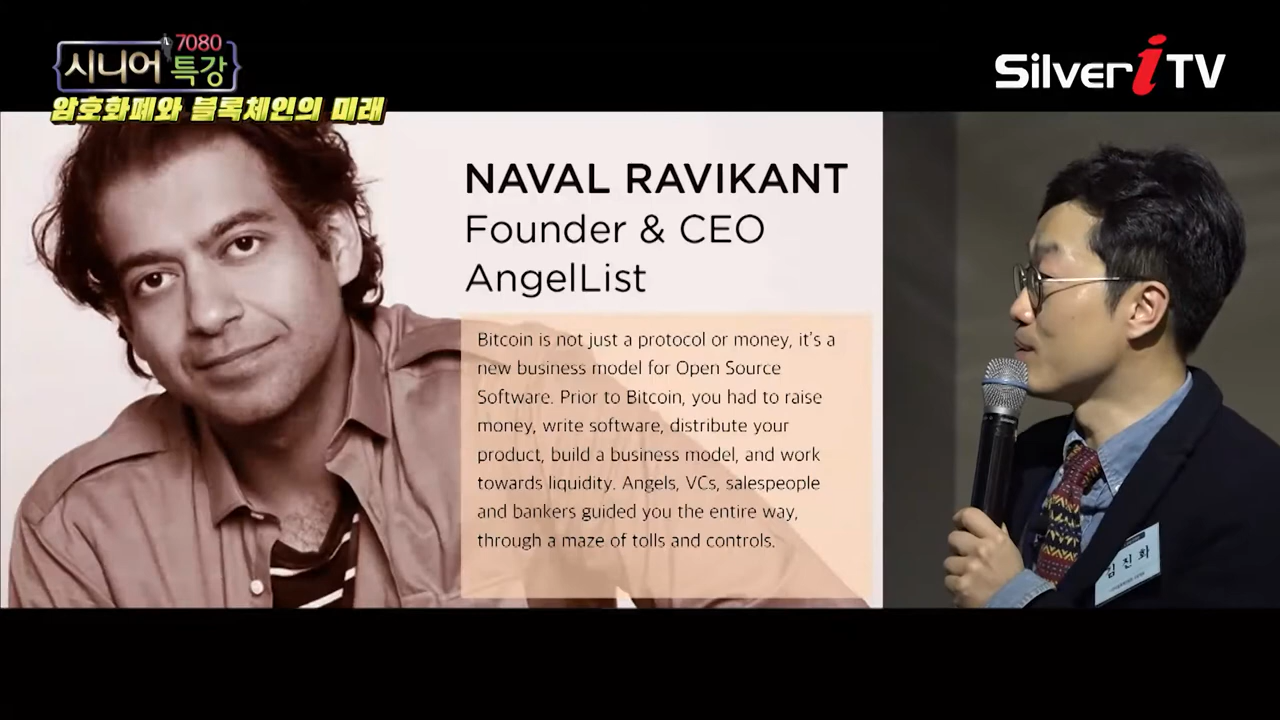 7080
시니어 특강
암호화폐와 블록체인의 미래
Silver i TV
NAVAL RAVIKANT
Founder & CEO
AngelList
Bitcoin is not just a protocol or money, it's a
new business model for Open Source
Software. Prior to Bitcoin, you had to raise
money, write software, distribute your
product, build a business model, and work
towards liquidity. Angels, VCs, salespeople
and bankers guided you the entire way,
through a maze of tolls and controls.
김 진 화